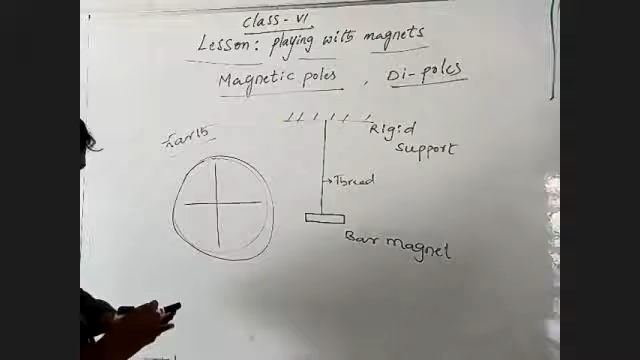 Class - VI
Lesson: playing with magnets
Magnetic poles, Di-poles
Earth
Rigid
support
Thread
Bar magnet